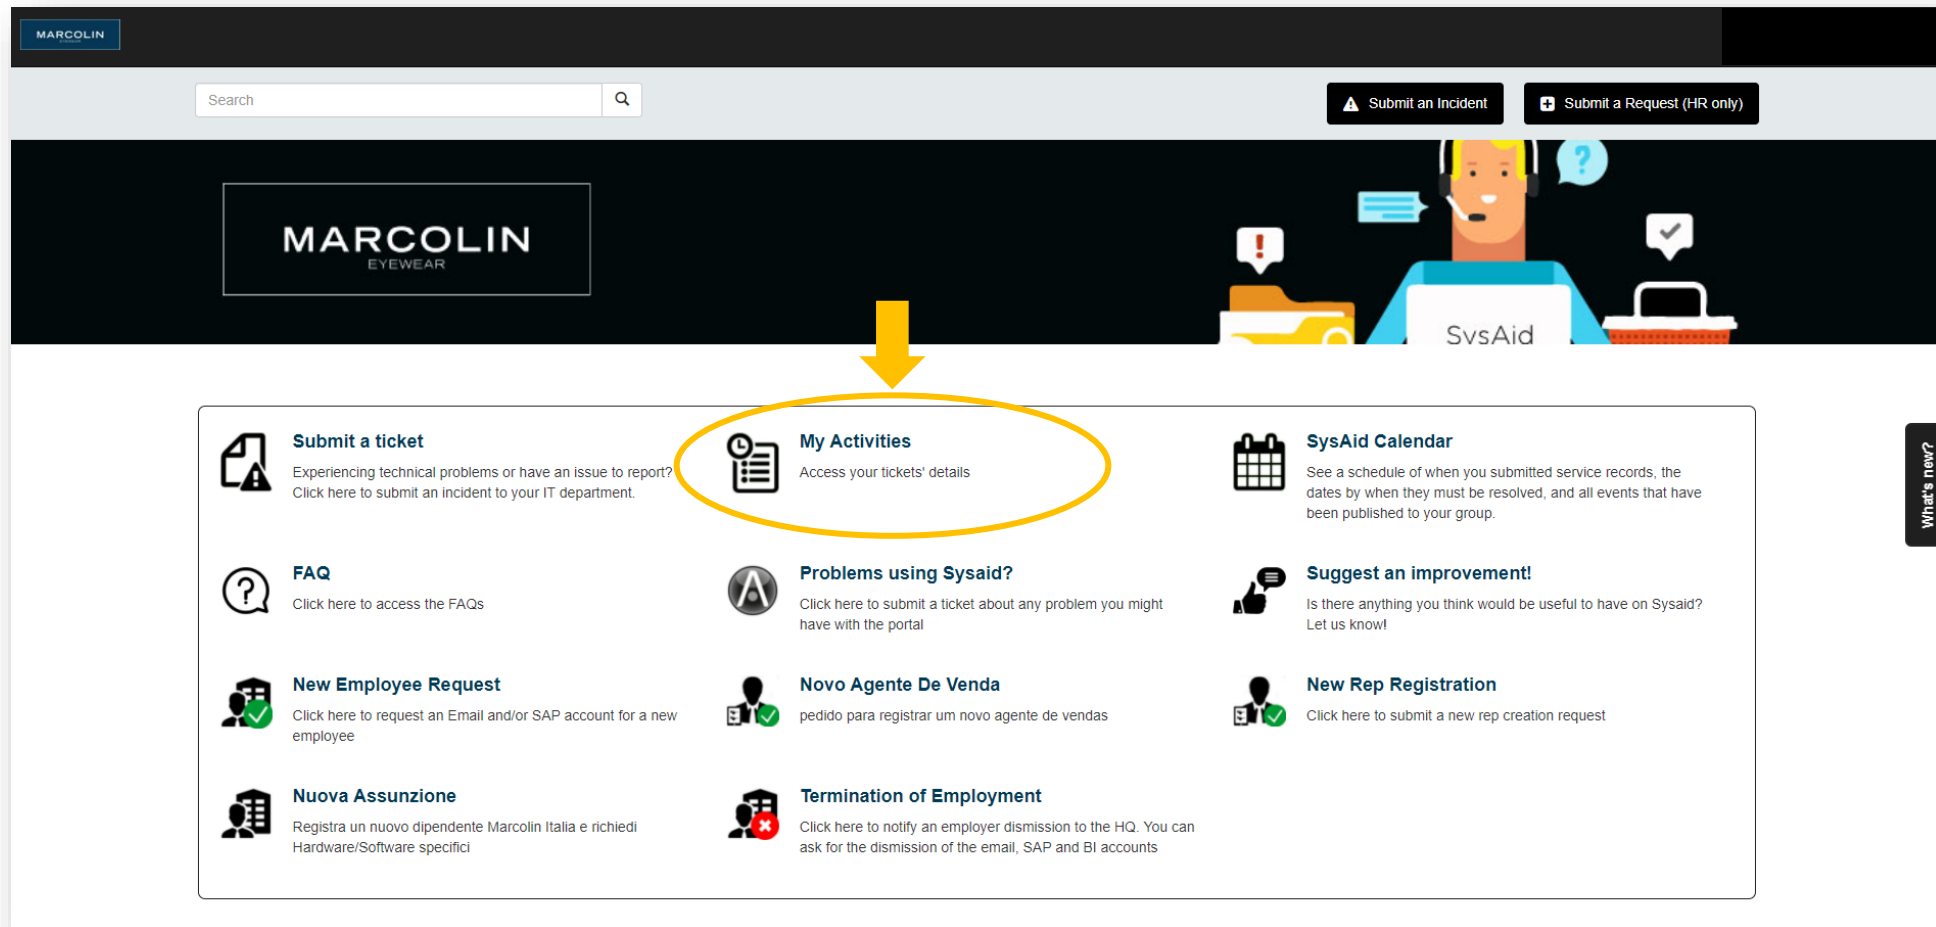 MARCOLIN
EYEWEAR
Search
Submit an Incident
Submit a Request (HR only)
MARCOLIN
EYEWEAR
SysAid
Submit a ticket
Experiencing technical problems or have an issue to report?
Click here to submit an incident to your IT department.
My Activities
Access your tickets' details
SysAid Calendar
See a schedule of when you submitted service records, the
dates by when they must be resolved, and all events that have
been published to your group.
What's new?
FAQ
Click here to access the FAQs
Problems using Sysaid?
Click here to submit a ticket about any problem you might
have with the portal
Suggest an improvement!
Is there anything you think would be useful to have on Sysaid?
Let us know!
New Employee Request
Click here to request an Email and/or SAP account for a new
employee
Novo Agente De Venda
pedido para registrar um novo agente de vendas
New Rep Registration
Click here to submit a new rep creation request
Nuova Assunzione
Registra un nuovo dipendente Marcolin Italia e richiedi
Hardware/Software specifici
Termination of Employment
Click here to notify an employer dismission to the HQ. You can
ask for the dismission of the email, SAP and BI accounts